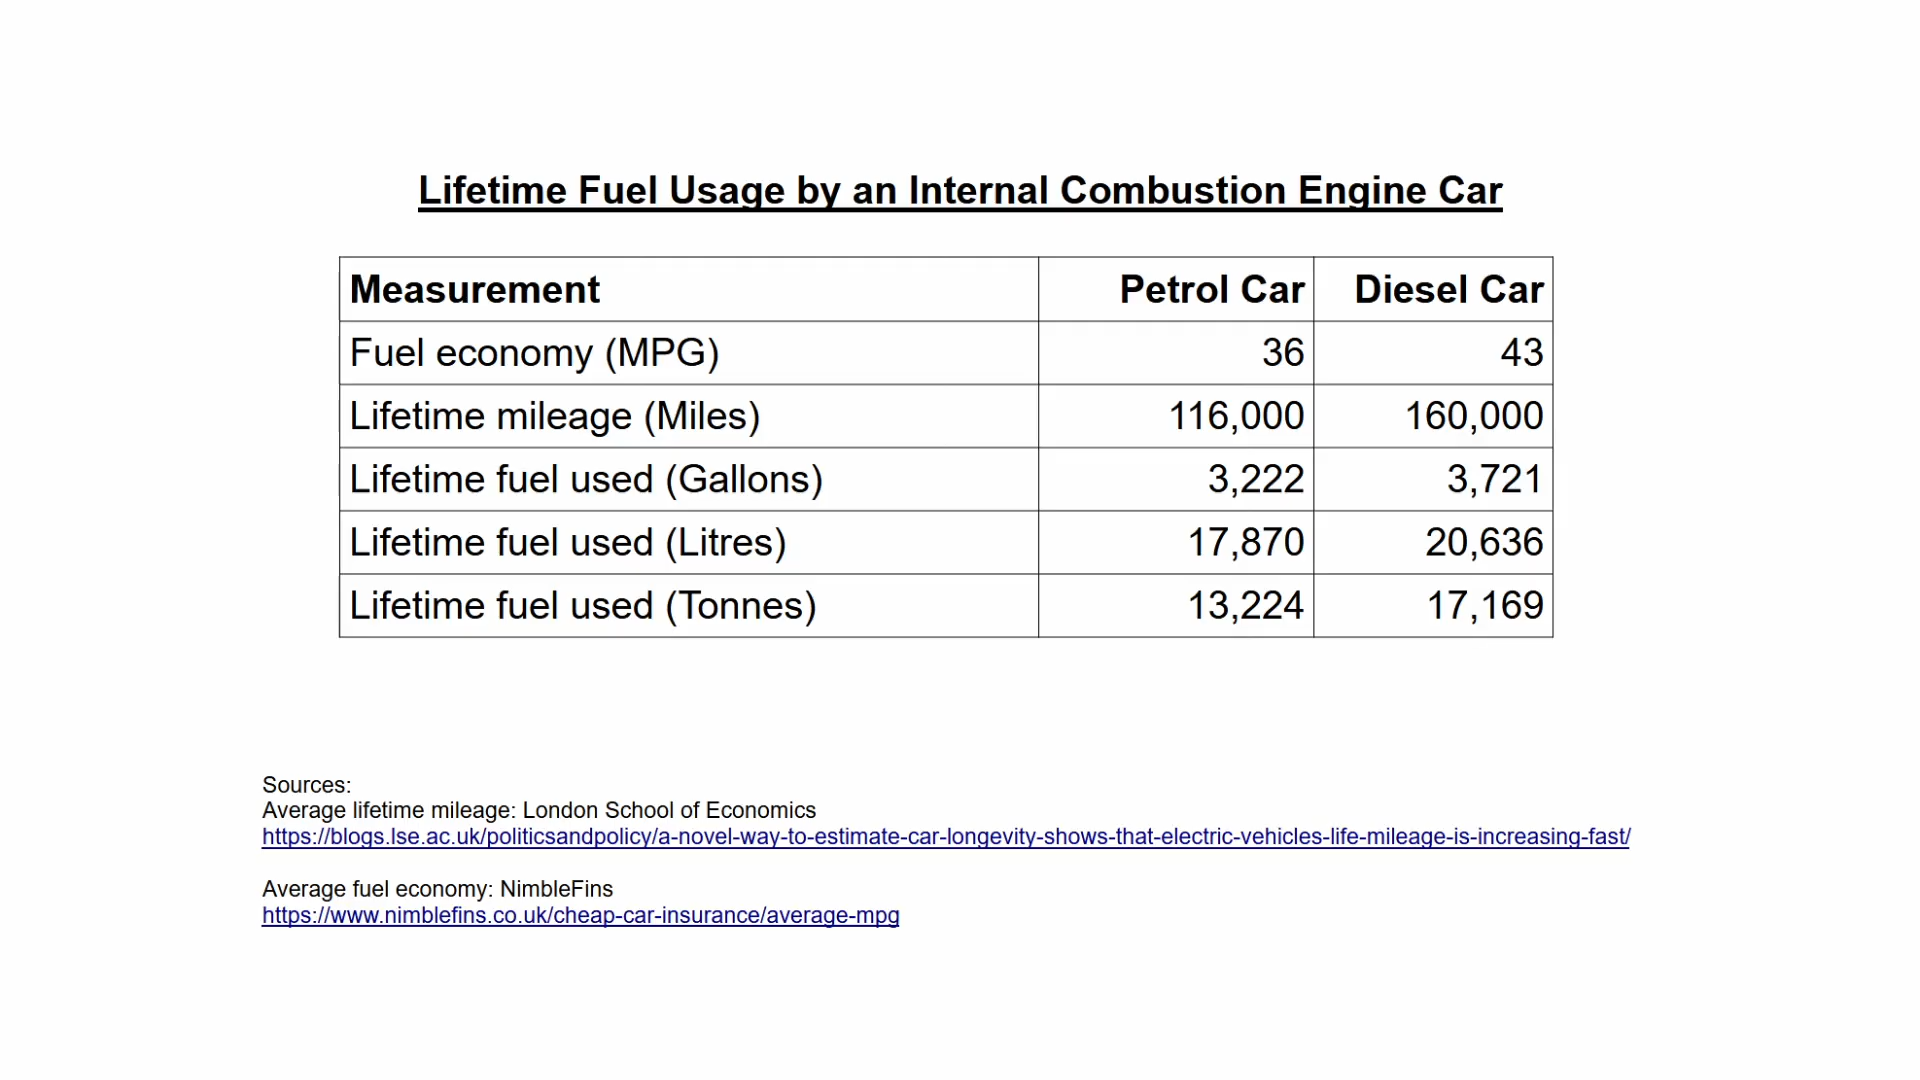 Lifetime Fuel Usage by an Internal Combustion Engine Car
Measurement Petrol Car Diesel Car
Fuel economy (MPG) 36 43
Lifetime mileage (Miles) 116,000 160,000
Lifetime fuel used (Gallons) 3,222 3,721
Lifetime fuel used (Litres) 17,870 20,636
Lifetime fuel used (Tonnes) 13,224 17,169
Sources:
Average lifetime mileage: London School of Economics
https://blogs.lse.ac.uk/politicsandpolicy/a-novel-way-to-estimate-car-longevity-shows-that-electric-vehicles-life-mileage-is-increasing-fast/
Average fuel economy: NimbleFins
https://www.nimblefins.co.uk/cheap-car-insurance/average-mpg